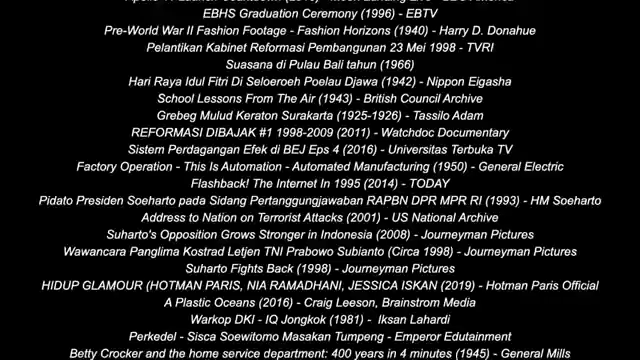 EBHS Graduation Ceremony (1996) - EBTV
Pre-World War II Fashion Footage - Fashion Horizons (1940) - Harry D. Donahue
Pelantikan Kabinet Reformasi Pembangunan 23 Mei 1998 - TVRI
Suasana di Pulau Bali tahun (1966)
Hari Raya Idul Fitri Di Seloeroeh Poelau Djawa (1942) - Nippon Eigasha
School Lessons From The Air (1943) - British Council Archive
Grebeg Mulud Keraton Surakarta (1925-1926) - Tassilo Adam
REFORMASI DIBAJAK #1 1998-2009 (2011) - Watchdoc Documentary
Sistem Perdagangan Efek di BEJ Eps 4 (2016) - Universitas Terbuka TV
Factory Operation - This Is Automation - Automated Manufacturing (1950) - General Electric
Flashback! The Internet In 1995 (2014) - TODAY
Pidato Presiden Soeharto pada Sidang Pertanggungjawaban RAPBN DPR MPR RI (1993) - HM Soeharto
Address to Nation on Terrorist Attacks (2001) - US National Archive
Suharto's Opposition Grows Stronger in Indonesia (2008) - Journeyman Pictures
Wawancara Panglima Kostrad Letjen TNI Prabowo Subianto (Circa 1998) - Journeyman Pictures
Suharto Fights Back (1998) - Journeyman Pictures
HIDUP GLAMOUR (HOTMAN PARIS, NIA RAMADHANI, JESSICA ISKAN (2019) - Hotman Paris Official
A Plastic Oceans (2016) - Craig Leeson, Brainstrom Media
Warkop DKI - IQ Jongkok (1981) -  Iksan Lahardi
Perkedel - Sisca Soewitomo Masakan Tumpeng - Emperor Edutainment
Betty Crocker and the home service department: 400 years in 4 minutes (1945) - General Mills